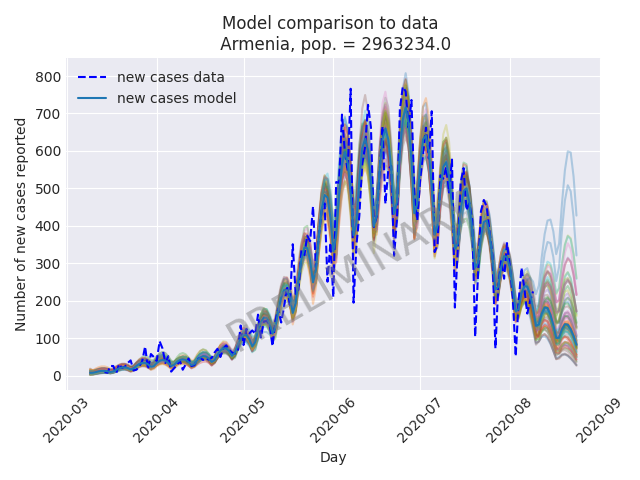 Model comparison to data
Armenia, pop. = 2963234.0
new cases data
new cases model
Number of new cases reported
800
700
600
500
400
300
200
100
0
PRELIMINARY
2020-03
2020-04
2020-05
2020-06
2020-07
2020-08
2020-09
Day